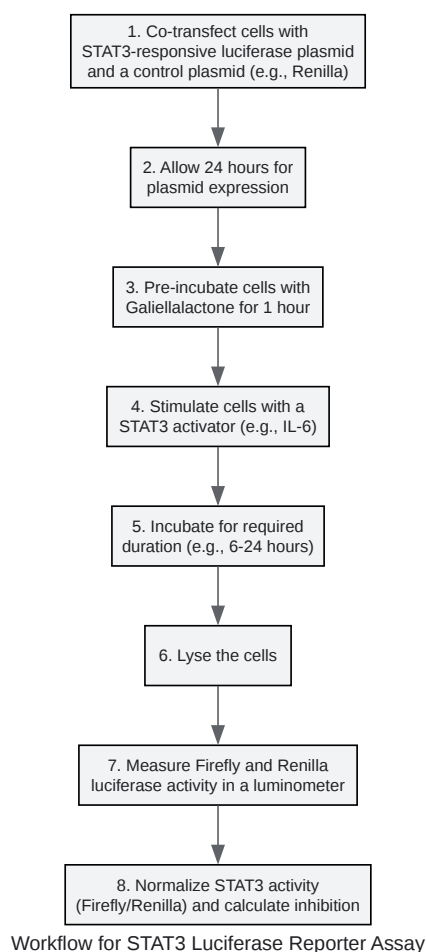 1. Co-transfect cells with
STAT3-responsive luciferase plasmid
and a control plasmid (e.g., Renilla)
2. Allow 24 hours for
plasmid expression
3. Pre-incubate cells with
Galiellalactone for 1 hour
4. Stimulate cells with a
STAT3 activator (e.g., IL-6)
5. Incubate for required
duration (e.g., 6-24 hours)
6. Lyse the cells
7. Measure Firefly and Renilla
luciferase activity in a luminometer
8. Normalize STAT3 activity
(Firefly/Renilla) and calculate inhibition
Workflow for STAT3 Luciferase Reporter Assay